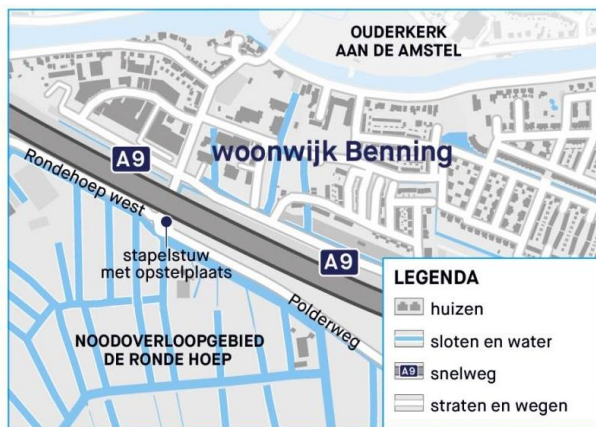 OUDERKERK
AAN DE AMSTEL
woonwijk Benning
A9
Rondehoep west
stapelstuw
met opstelplaats
A9
Polderweg
NOODOVERLOOPGEBIED
DE RONDE HOEP
LEGENDA
huizen
sloten en water
A9 snelweg
straten en wegen